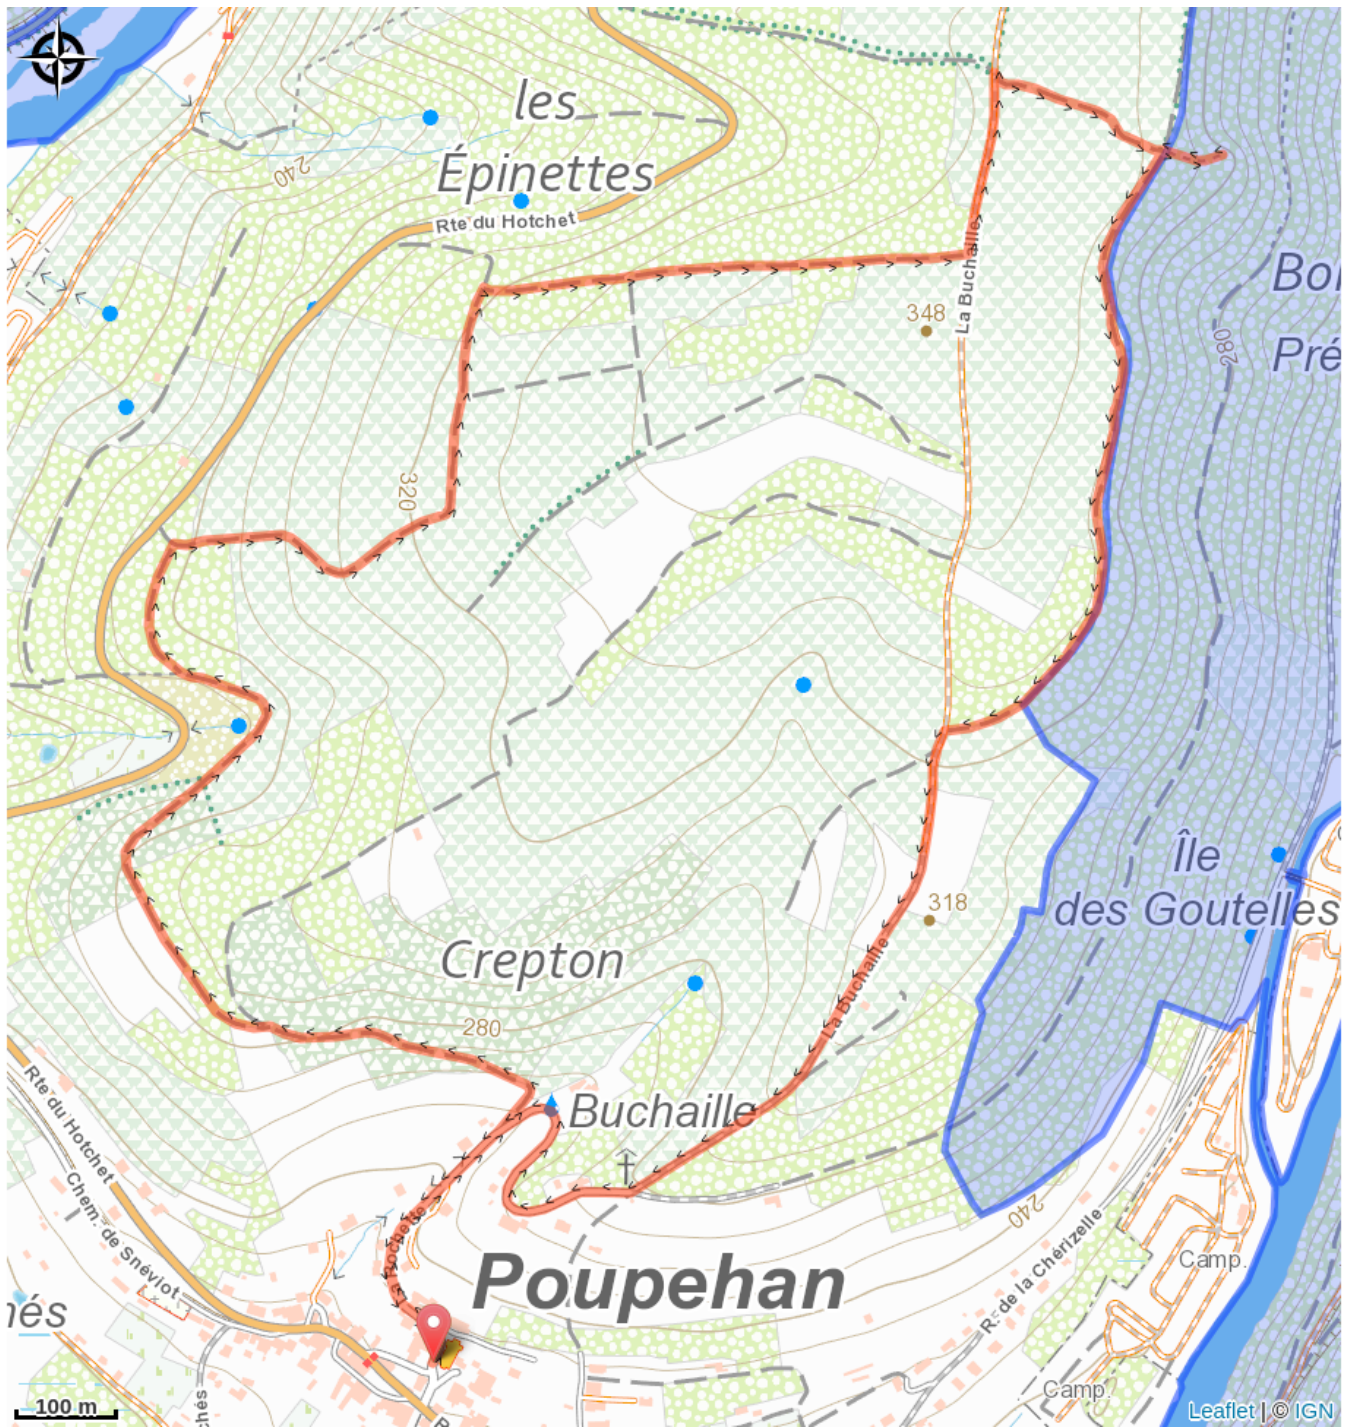 les
Épinettes
240
Rte du Hotchet
La Buchaille
348
280
Pré
320
Île
des Goutelles
318
Crepton
La Buchaille
280
Rte du Hotchet
Buchaille
Chem. de Snéviot
240
R. de la Chérizelle
Poupehan
Camp.
Camp.
100 m
Leaflet | © IGN